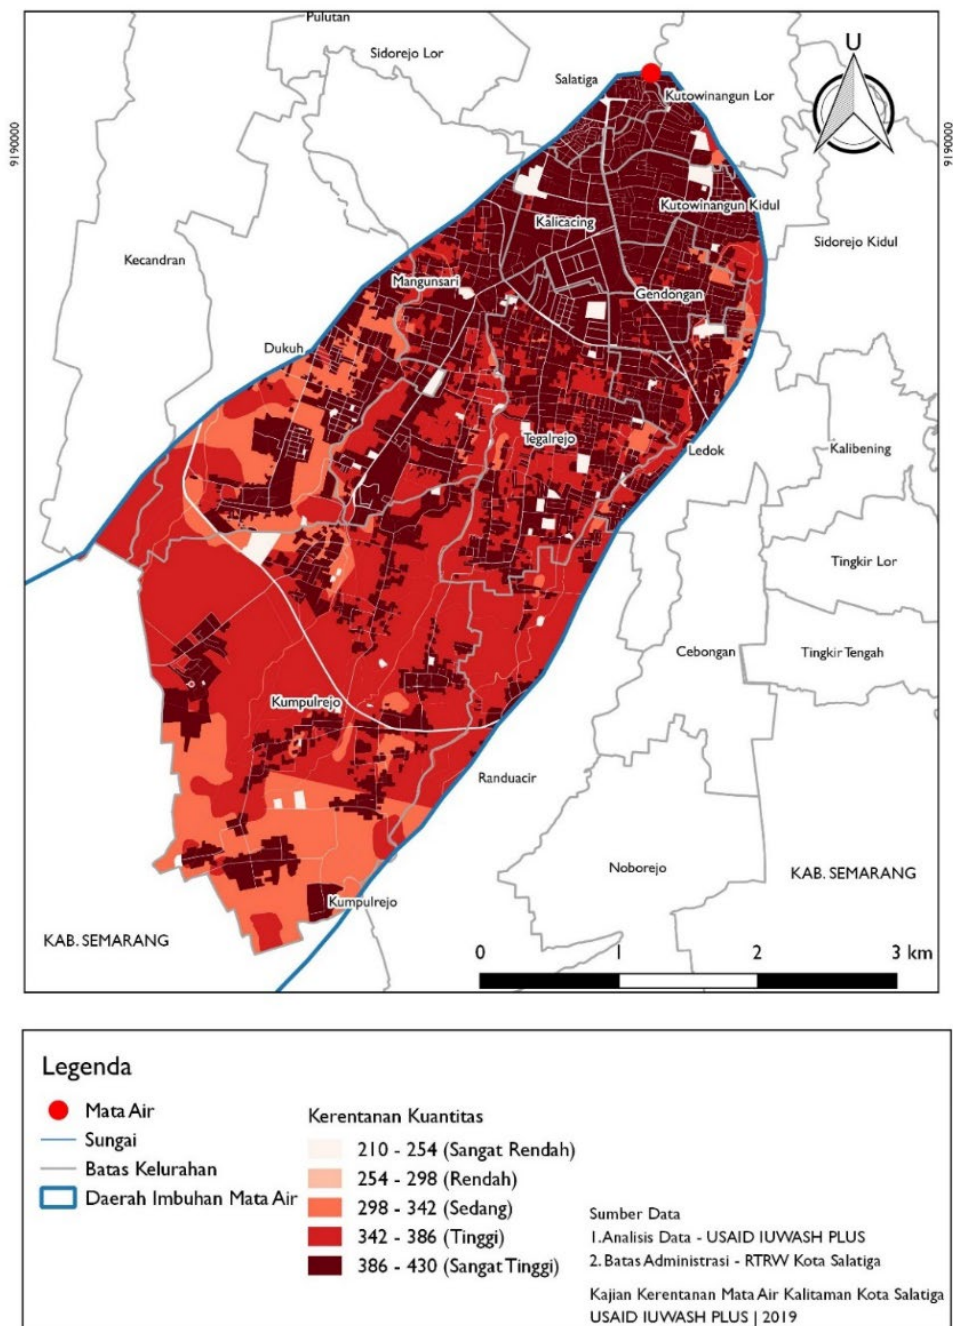 Pulutan
Sidorejo Lor
U
Salatiga
Kutowinangun Lor
9190000
9190000
Kutowinangun Kidul
Kalicacing
Sidorejo Kidul
Kecandran
Mangunsari
Gendongan
Dukuh
Tegalrejo
Ledok
Kalibening
Tingkir Lor
Cebongan
Tingkir Tengah
Kumpulrejo
Randuacir
Noborejo
KAB. SEMARANG
Kumpulrejo
KAB. SEMARANG
0 1 2 3 km
Legenda
Mata Air
Sungai
Batas Kelurahan
Daerah Imbuhan Mata Air
Kerentanan Kuantitas
210 - 254 (Sangat Rendah)
254 - 298 (Rendah)
298 - 342 (Sedang)
342 - 386 (Tinggi)
386 - 430 (Sangat Tinggi)
Sumber Data
1.Analisis Data - USAID IUWASH PLUS
2. Batas Administrasi - RTRW Kota Salatiga
Kajian Kerentanan Mata Air Kalitaman Kota Salatiga
USAID IUWASH PLUS | 2019